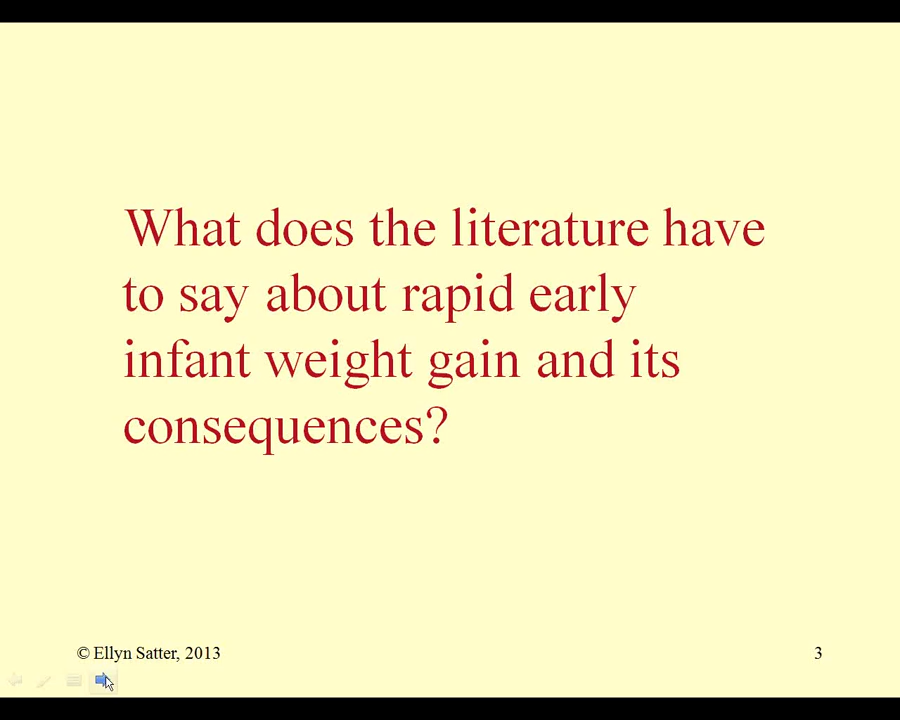 What does the literature have
to say about rapid early
infant weight gain and its
consequences?
© Ellyn Satter, 2013
3